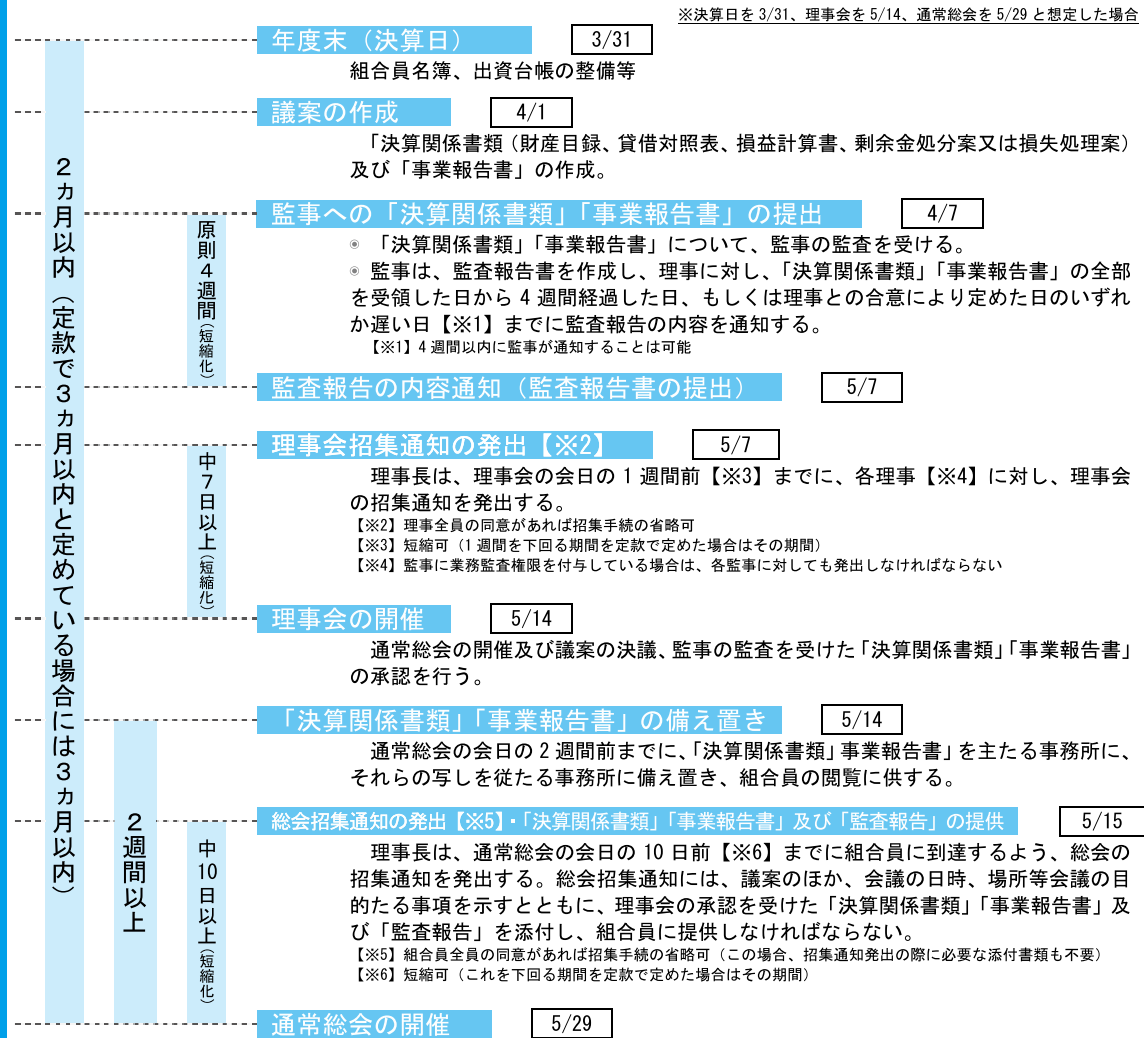 ※決算日を 3/31、理事会を 5/14、通常総会を 5/29 と想定した場合
年度末（決算日） 3/31
組合員名簿、出資台帳の整備等
議案の作成 4/1
「決算関係書類（財産目録、貸借対照表、損益計算書、剰余金処分案又は損失処理案）
及び「事業報告書」の作成。
監事への「決算関係書類」「事業報告書」の提出 4/7
◉ 「決算関係書類」「事業報告書」について、監事の監査を受ける。
◉ 監事は、監査報告書を作成し、理事に対し、「決算関係書類」「事業報告書」の全部
を受領した日から 4 週間経過した日、もしくは理事との合意により定めた日のいずれ
か遅い日【※1】までに監査報告の内容を通知する。
【※1】4 週間以内に監事が通知することは可能
監査報告の内容通知（監査報告書の提出） 5/7
理事会招集通知の発出【※2】 5/7
理事長は、理事会の会日の 1 週間前【※3】までに、各理事【※4】に対し、理事会
の招集通知を発出する。
【※2】理事全員の同意があれば招集手続の省略可
【※3】短縮可（1 週間を下回る期間を定款で定めた場合はその期間）
【※4】監事に業務監査権限を付与している場合は、各監事に対しても発出しなければならない
理事会の開催 5/14
通常総会の開催及び議案の決議、監事の監査を受けた「決算関係書類」「事業報告書」
の承認を行う。
「決算関係書類」「事業報告書」の備え置き 5/14
通常総会の会日の 2 週間前までに、「決算関係書類」事業報告書」を主たる事務所に、
それらの写しを従たる事務所に備え置き、組合員の閲覧に供する。
総会招集通知の発出【※5】・「決算関係書類」「事業報告書」及び「監査報告」の提供 5/15
理事長は、通常総会の会日の 10 日前【※6】までに組合員に到達するよう、総会の
招集通知を発出する。総会招集通知には、議案のほか、会議の日時、場所等会議の目
的たる事項を示すとともに、理事会の承認を受けた「決算関係書類」「事業報告書」及
び「監査報告」を添付し、組合員に提供しなければならない。
【※5】組合員全員の同意があれば招集手続の省略可（この場合、招集通知発出の際に必要な添付書類も不要）
【※6】短縮可（これを下回る期間を定款で定めた場合はその期間）
通常総会の開催 5/29
2カ月以内（定款で3カ月以内と定めている場合には3カ月以内）
原則4週間（短縮化）
中7日以上（短縮化）
2週間以上
中10日以上（短縮化）